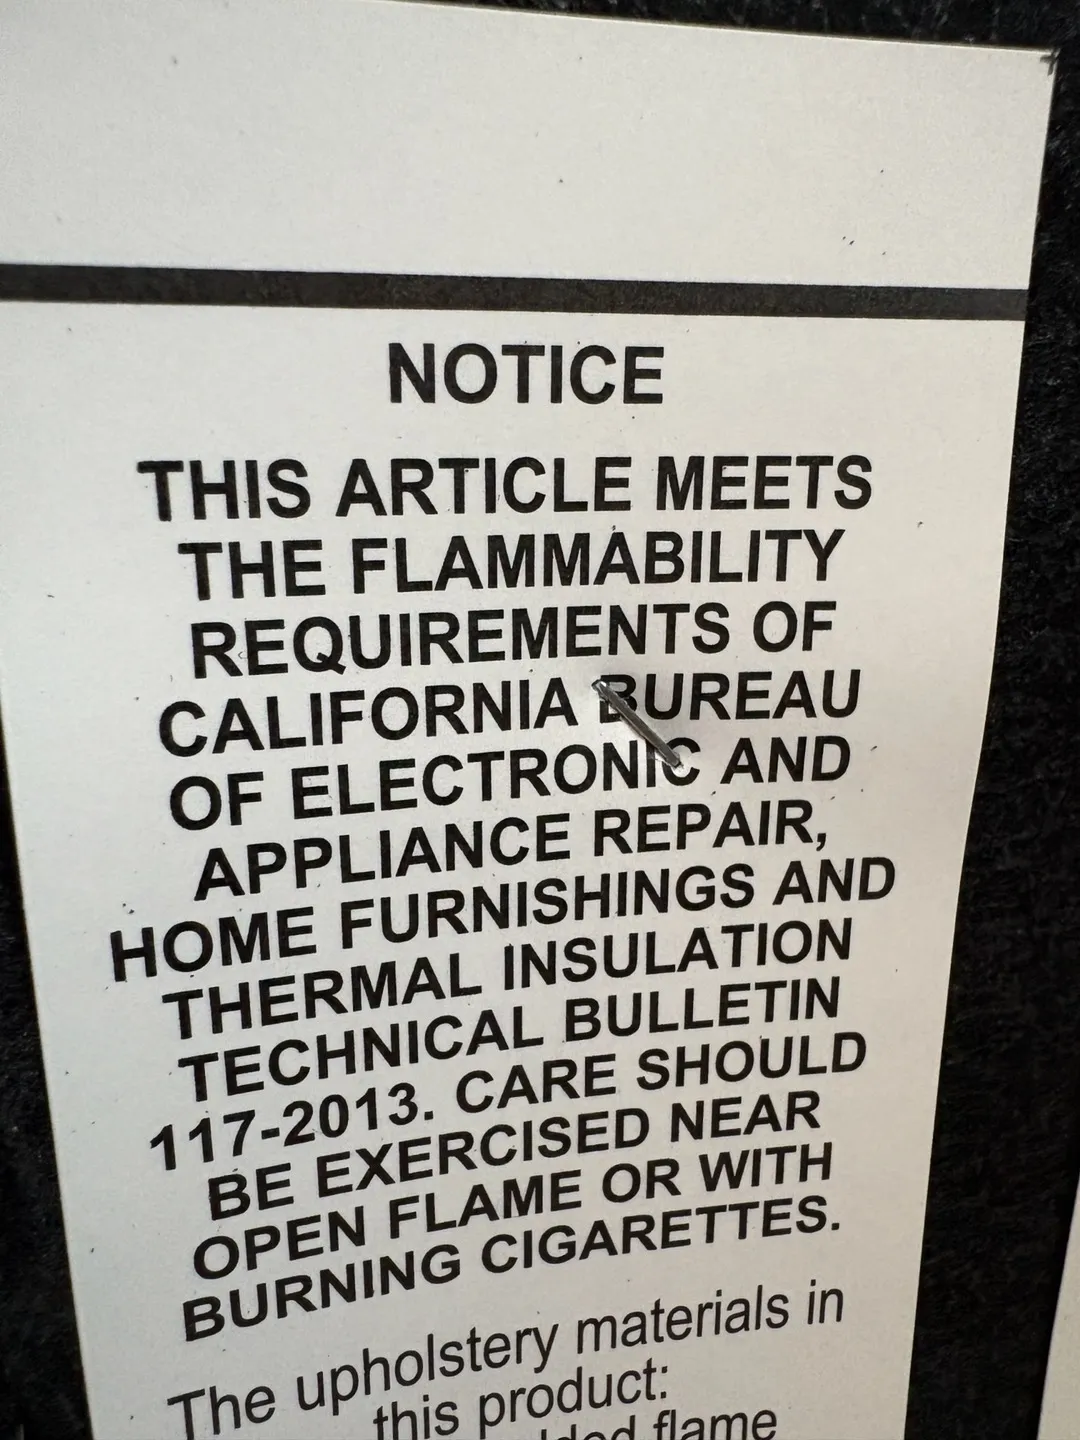 NOTICE
THIS ARTICLE MEETS
THE FLAMMABILITY
REQUIREMENTS OF
CALIFORNIA BUREAU
OF ELECTRONIC AND
APPLIANCE REPAIR,
HOME FURNISHINGS AND
THERMAL INSULATION
TECHNICAL BULLETIN
117-2013. CARE SHOULD
BE EXERCISED NEAR
OPEN FLAME OR WITH
BURNING CIGARETTES.
The upholstery materials in
this product:
flame